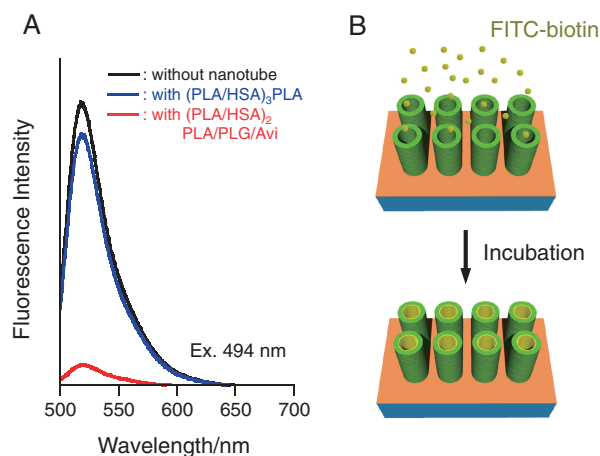 A
: without nanotube
: with (PLA/HSA)₃PLA
: with (PLA/HSA)₂
PLA/PLG/Avi
Ex. 494 nm
Fluorescence Intensity
500 550 600 650 700
Wavelength/nm
B
FITC-biotin
Incubation